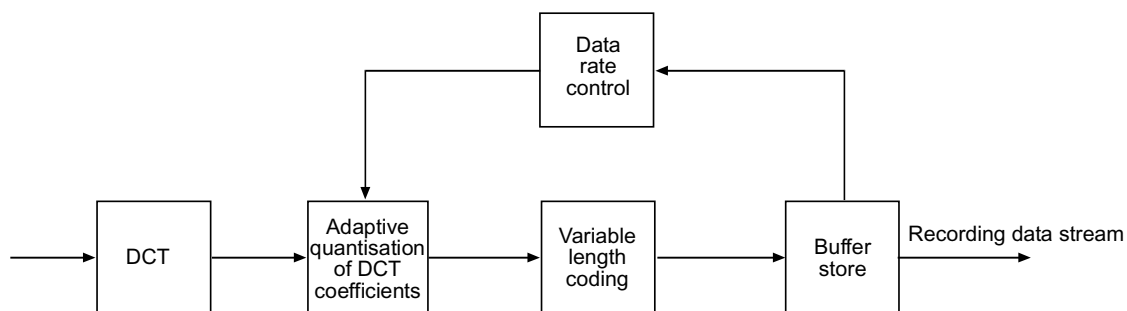 Data
rate
control
DCT
Adaptive
quantisation
of DCT
coefficients
Variable
length
coding
Buffer
store
Recording data stream